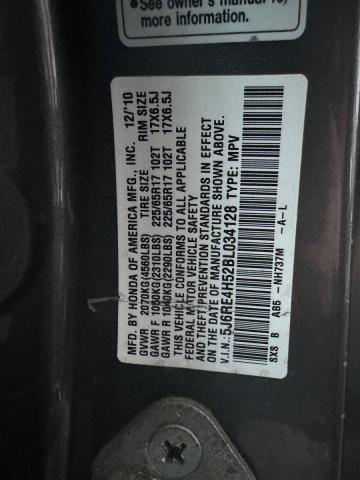 •See owner's manual for
more information.
MFD. BY HONDA OF AMERICA MFG., INC. 12/'10
TIRE SIZE RIM SIZE
GVWR 2070KG(4560LBS)
GAWR F 1050KG(2310LBS) 225/65R17 102T 17X6.5J
GAWR R 1040KG(2290LBS) 225/65R17 102T 17X6.5J
THIS VEHICLE CONFORMS TO ALL APPLICABLE
FEDERAL MOTOR VEHICLE SAFETY
AND THEFT PREVENTION STANDARDS IN EFFECT
ON THE DATE OF MANUFACTURE SHOWN ABOVE.
V.I.N.:5J6RE4H52BL034128 TYPE: MPV
SXS B AB5 -NH737M -A-L